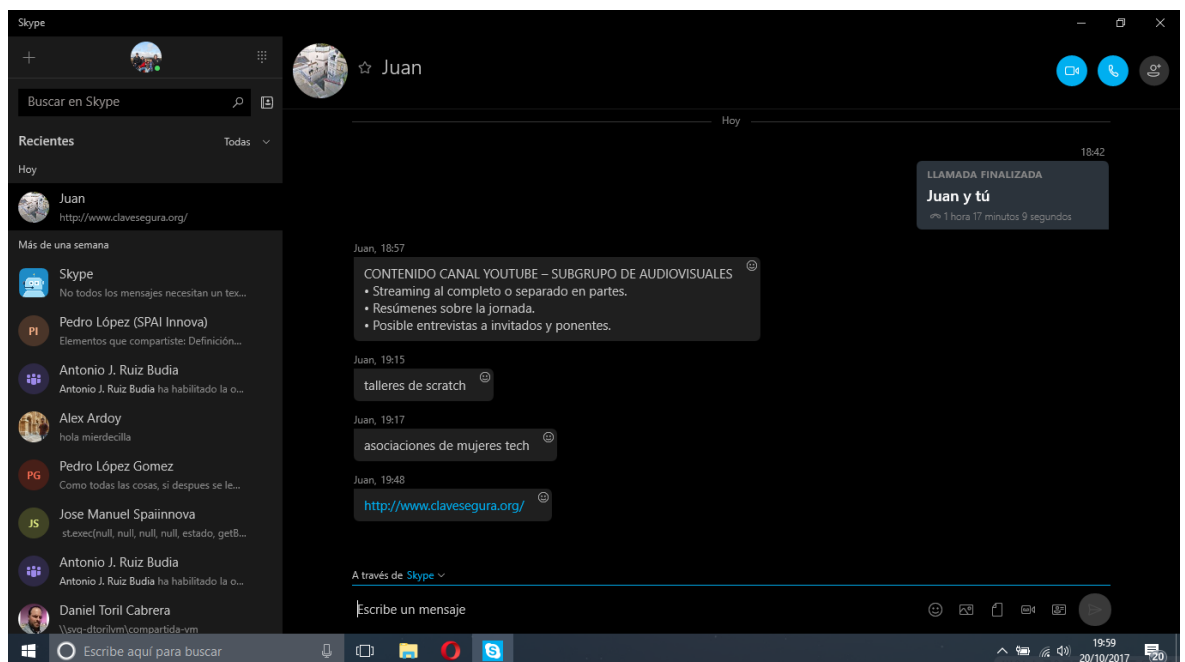 Skype
Buscar en Skype
Recientes
Todas
Hoy
Juan
http://www.clavesegura.org/
Más de una semana
Skype
No todos los mensajes necesitan un tex...
PI
Pedro López (SPAI Innova)
Elementos que compartiste: Definición...
Antonio J. Ruiz Budia
Antonio J. Ruiz Budia ha habilitado la o...
Alex Ardoy
hola mierdecilla
PG
Pedro López Gomez
Como todas las cosas, si despues se le...
JS
Jose Manuel Spaiinnova
st.exec(null, null, null, null, estado, getB...
Antonio J. Ruiz Budia
Antonio J. Ruiz Budia ha habilitado la o...
Daniel Toril Cabrera
\\svq-dtorilvm\compartida-vm
Juan
Hoy
18:42
LLAMADA FINALIZADA
Juan y tú
1 hora 17 minutos 9 segundos
Juan, 18:57
CONTENIDO CANAL YOUTUBE – SUBGRUPO DE AUDIOVISUALES
• Streaming al completo o separado en partes.
• Resúmenes sobre la jornada.
• Posible entrevistas a invitados y ponentes.
Juan, 19:15
talleres de scratch
Juan, 19:17
asociaciones de mujeres tech
Juan, 19:48
http://www.clavesegura.org/
A través de Skype
Escribe un mensaje
Escribe aquí para buscar
19:59
20/10/2017
20